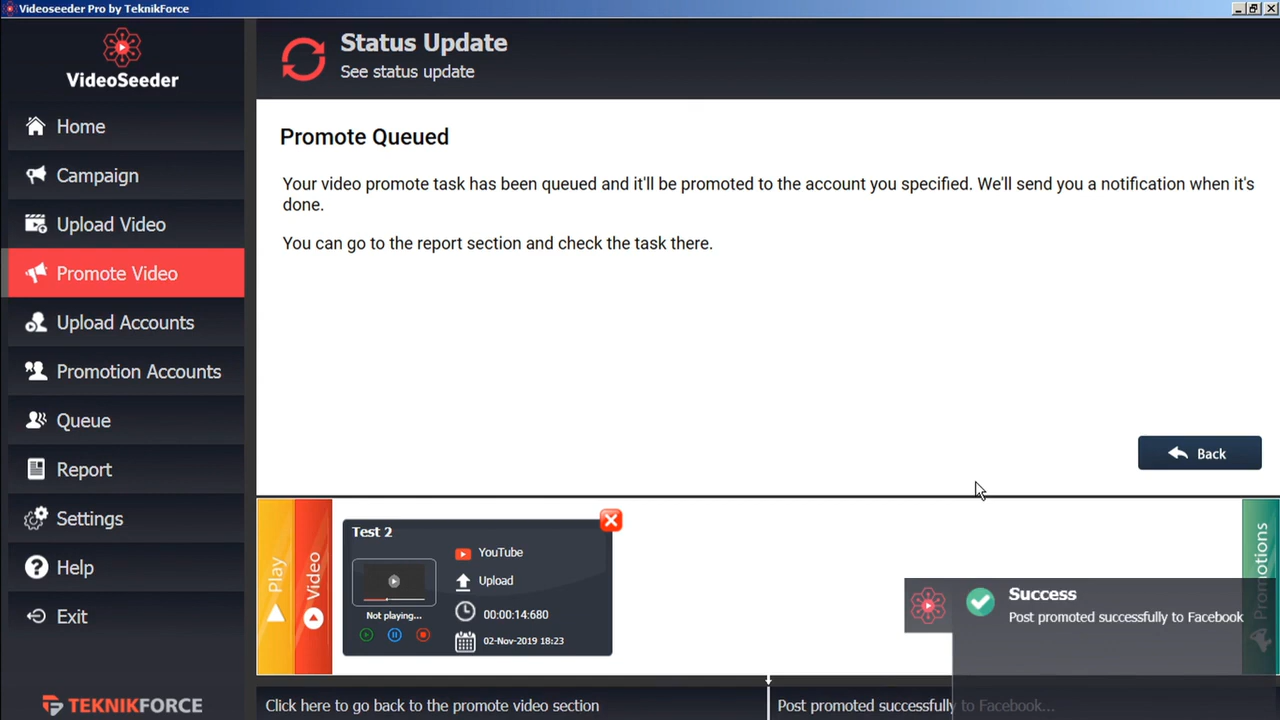 Videoseeder Pro by TeknikForce
VideoSeeder
Home
Campaign
Upload Video
Promote Video
Upload Accounts
Promotion Accounts
Queue
Report
Settings
Help
Exit
TEKNIKFORCE
Status Update
See status update
Promote Queued
Your video promote task has been queued and it'll be promoted to the account you specified. We'll send you a notification when it's
done.
You can go to the report section and check the task there.
Back
Play
Video
Test 2
Not playing...
YouTube
Upload
00:00:14:680
02-Nov-2019 18:23
Promotions
Success
Post promoted successfully to Facebook
Click here to go back to the promote video section
Post promoted successfully to Facebook...